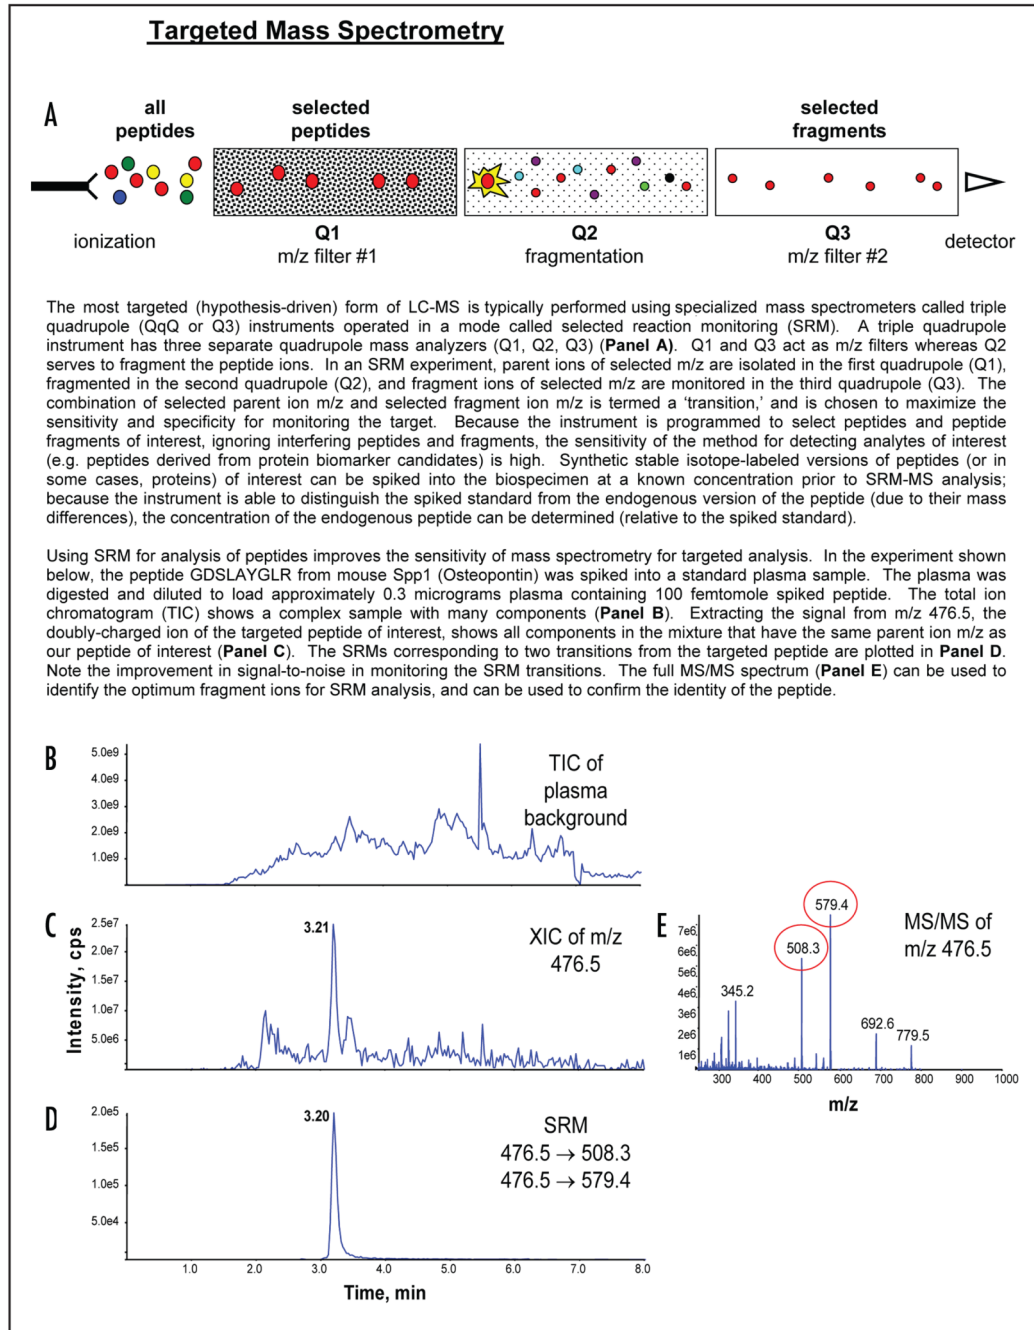 Targeted Mass Spectrometry
A
all
peptides
selected
peptides
selected
fragments
ionization
Q1
m/z filter #1
Q2
fragmentation
Q3
m/z filter #2
detector
The most targeted (hypothesis-driven) form of LC-MS is typically performed using specialized mass spectrometers called triple
quadrupole (QqQ or Q3) instruments operated in a mode called selected reaction monitoring (SRM). A triple quadrupole
instrument has three separate quadrupole mass analyzers (Q1, Q2, Q3) (Panel A). Q1 and Q3 act as m/z filters whereas Q2
serves to fragment the peptide ions. In an SRM experiment, parent ions of selected m/z are isolated in the first quadrupole (Q1),
fragmented in the second quadrupole (Q2), and fragment ions of selected m/z are monitored in the third quadrupole (Q3). The
combination of selected parent ion m/z and selected fragment ion m/z is termed a ‘transition,’ and is chosen to maximize the
sensitivity and specificity for monitoring the target. Because the instrument is programmed to select peptides and peptide
fragments of interest, ignoring interfering peptides and fragments, the sensitivity of the method for detecting analytes of interest
(e.g. peptides derived from protein biomarker candidates) is high. Synthetic stable isotope-labeled versions of peptides (or in
some cases, proteins) of interest can be spiked into the biospecimen at a known concentration prior to SRM-MS analysis;
because the instrument is able to distinguish the spiked standard from the endogenous version of the peptide (due to their mass
differences), the concentration of the endogenous peptide can be determined (relative to the spiked standard).
Using SRM for analysis of peptides improves the sensitivity of mass spectrometry for targeted analysis. In the experiment shown
below, the peptide GDSLAYGLR from mouse Spp1 (Osteopontin) was spiked into a standard plasma sample. The plasma was
digested and diluted to load approximately 0.3 micrograms plasma containing 100 femtomole spiked peptide. The total ion
chromatogram (TIC) shows a complex sample with many components (Panel B). Extracting the signal from m/z 476.5, the
doubly-charged ion of the targeted peptide of interest, shows all components in the mixture that have the same parent ion m/z as
our peptide of interest (Panel C). The SRMs corresponding to two transitions from the targeted peptide are plotted in Panel D.
Note the improvement in signal-to-noise in monitoring the SRM transitions. The full MS/MS spectrum (Panel E) can be used to
identify the optimum fragment ions for SRM analysis, and can be used to confirm the identity of the peptide.
B
5.0e9
4.0e9
3.0e9
2.0e9
1.0e9
TIC of
plasma
background
C
2.5e7
2.0e7
1.5e7
1.0e7
5.0e6
3.21
XIC of m/z
476.5
Intensity, cps
D
2.0e5
1.5e5
1.0e5
5.0e4
3.20
SRM
476.5 → 508.3
476.5 → 579.4
1.0 2.0 3.0 4.0 5.0 6.0 7.0 8.0
Time, min
E
7e6
6e6
5e6
4e6
3e6
2e6
1e6
579.4
508.3
345.2
692.6
779.5
MS/MS of
m/z 476.5
300 400 500 600 700 800 900 1000
m/z